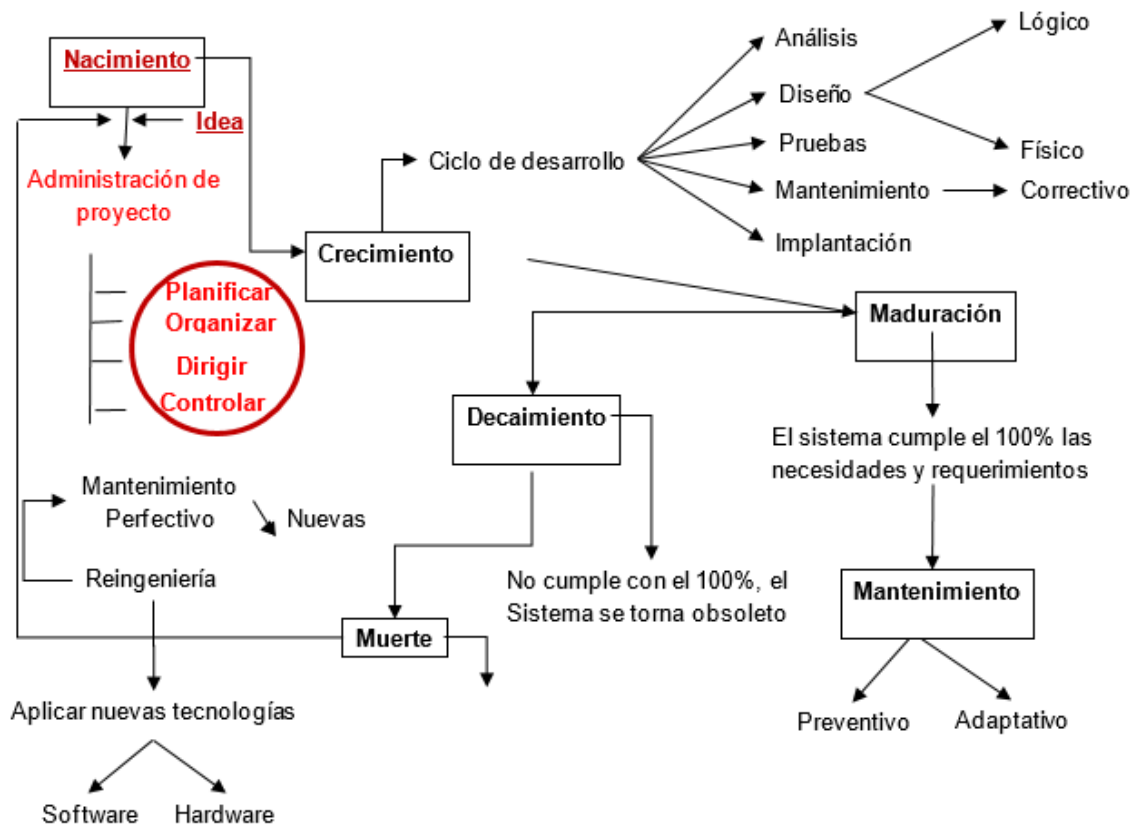 Nacimiento
Idea
Administración de
proyecto
Planificar
Organizar
Dirigir
Controlar
Crecimiento
Ciclo de desarrollo
Análisis
Diseño
Pruebas
Mantenimiento
Implantación
Lógico
Físico
Correctivo
Maduración
El sistema cumple el 100% las
necesidades y requerimientos
Mantenimiento
Preventivo
Adaptativo
Decaimiento
No cumple con el 100%, el
Sistema se torna obsoleto
Muerte
Mantenimiento
Perfectivo
Nuevas
Reingeniería
Aplicar nuevas tecnologías
Software
Hardware